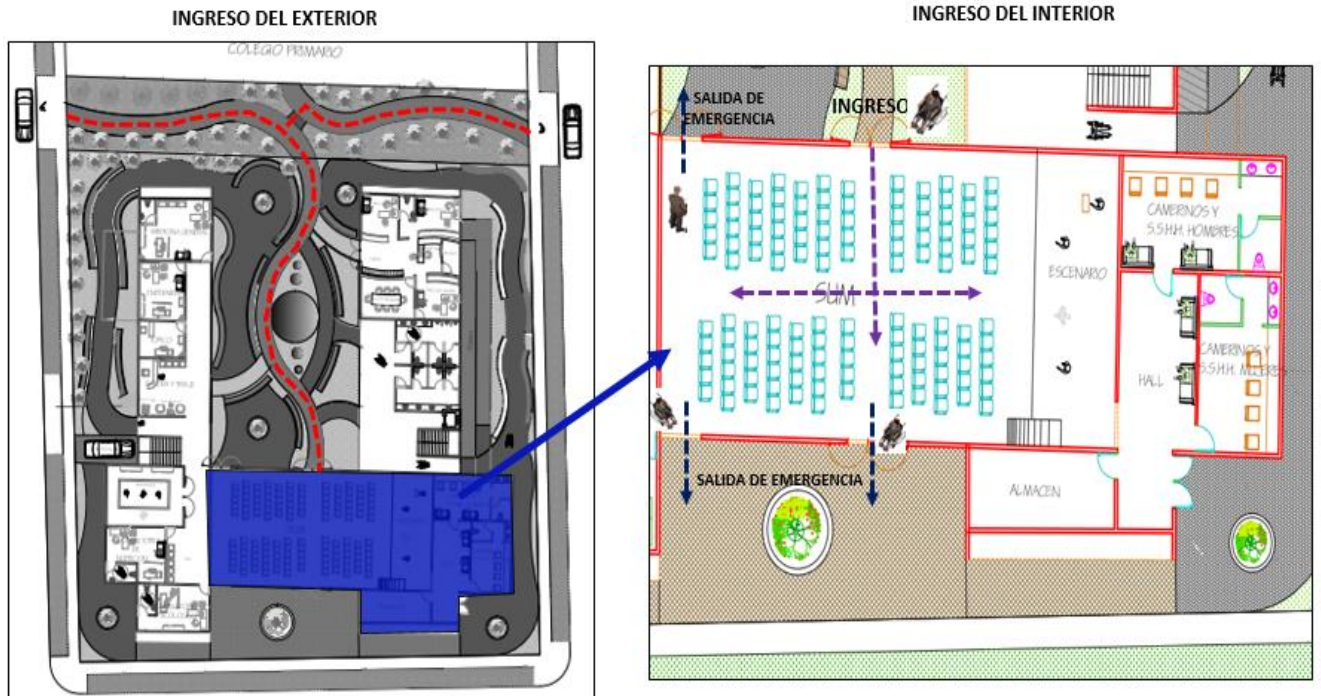 INGRESO DEL EXTERIOR
INGRESO DEL INTERIOR
COLEGIO PRIMARIO
SALIDA DE
EMERGENCIA
INGRESO
CAMERINOS Y
S.S.H.H. HOMBRES
ESCENARIO
SUM
CAMERINOS Y
S.S.H.H. MUJERES
HALL
SALIDA DE EMERGENCIA
ALMACEN